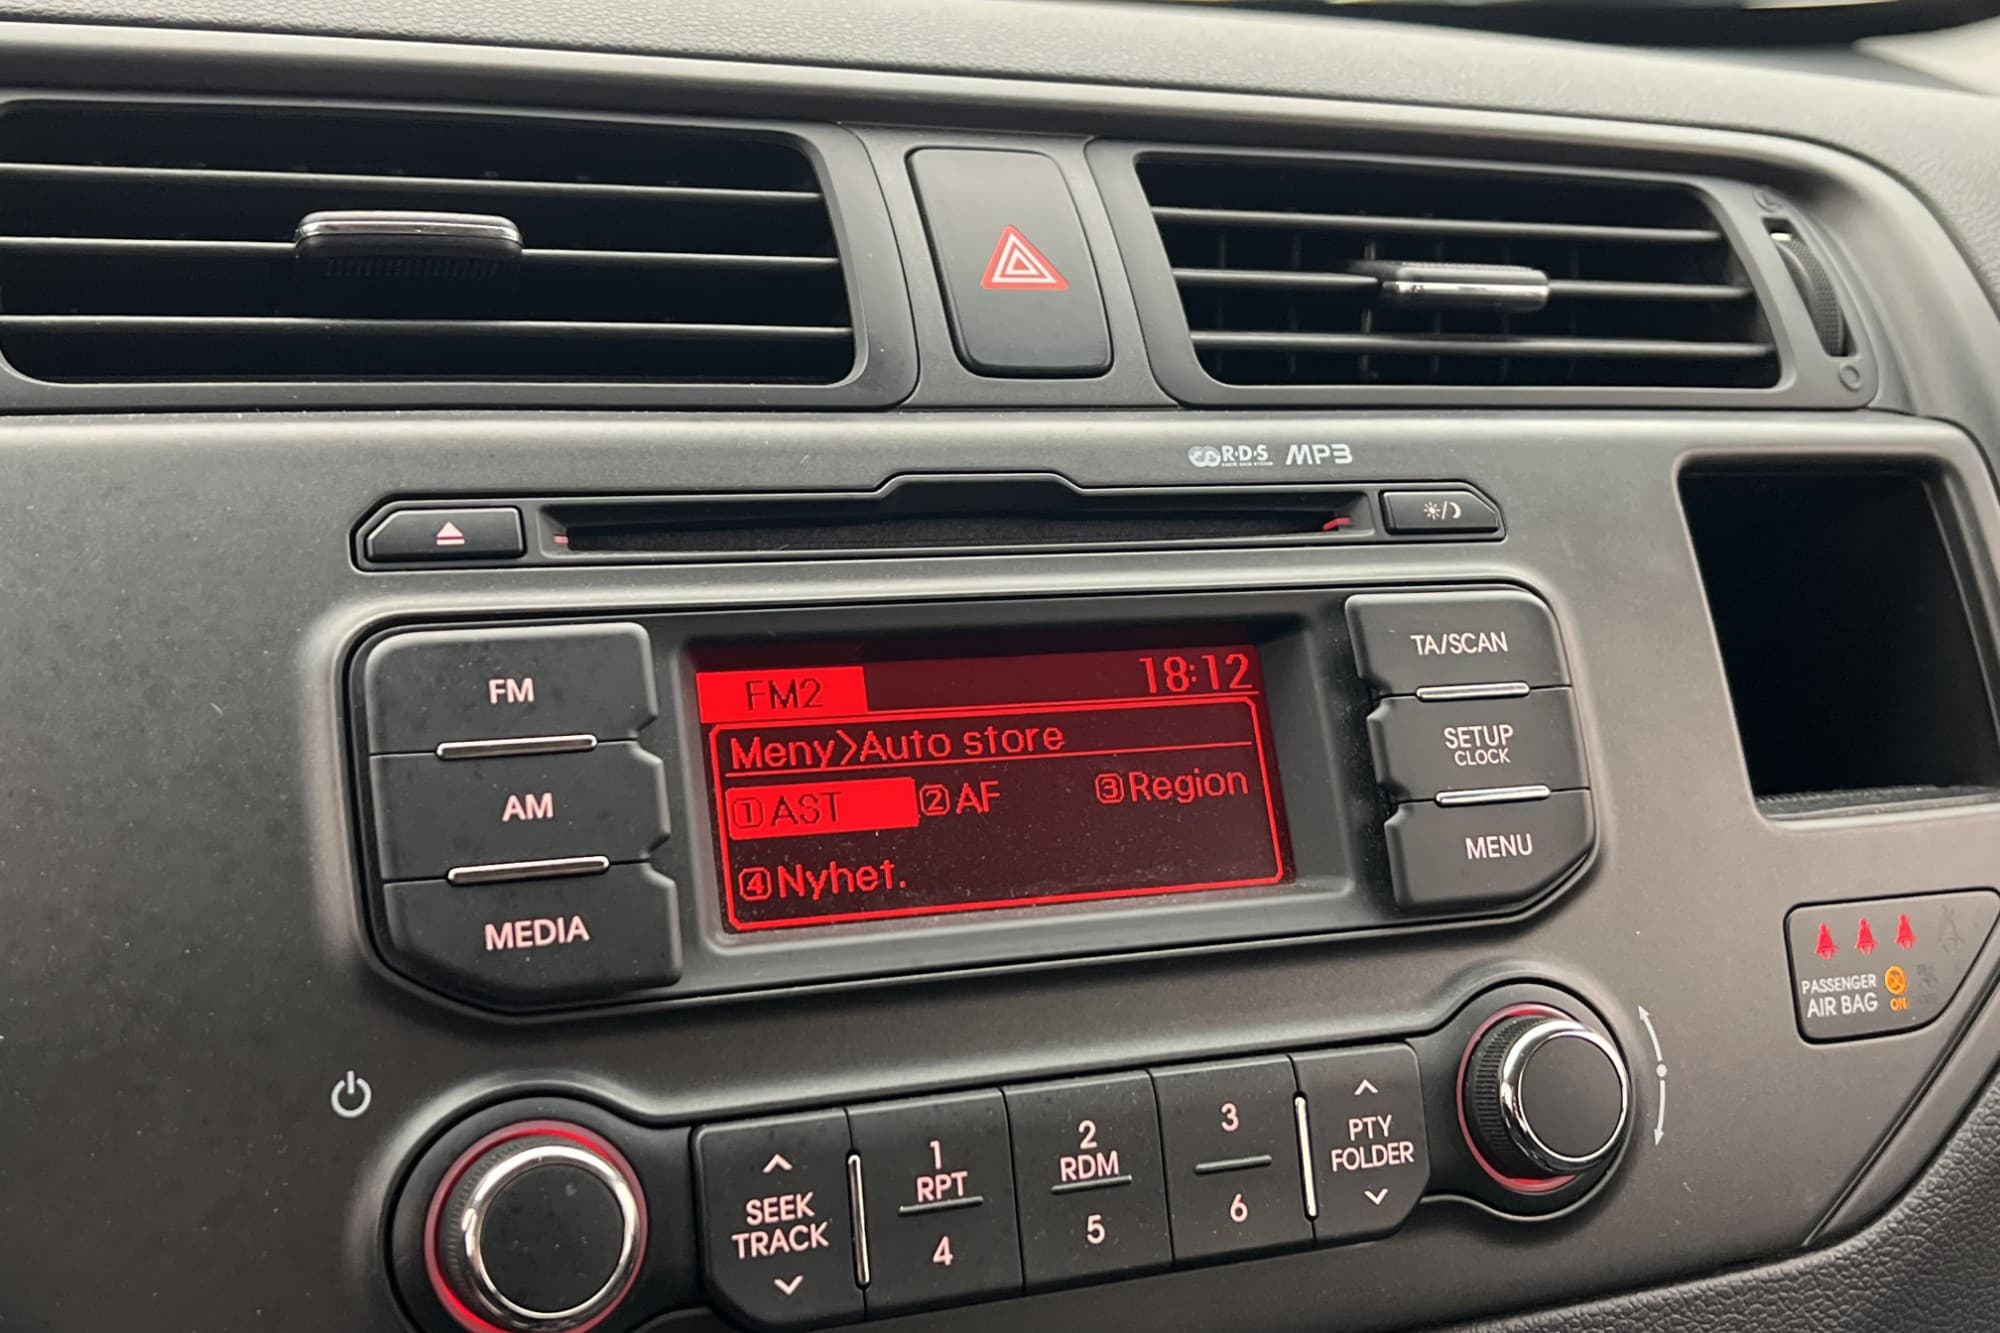 R·D·S MP3
FM
AM
MEDIA
FM2 18:12
Meny>Auto store
1 AST 2 AF 3 Region
4 Nyhet.
TA/SCAN
SETUP
CLOCK
MENU
PASSENGER
AIR BAG ON
SEEK
TRACK
1
RPT
4
2
RDM
5
3
6
PTY
FOLDER